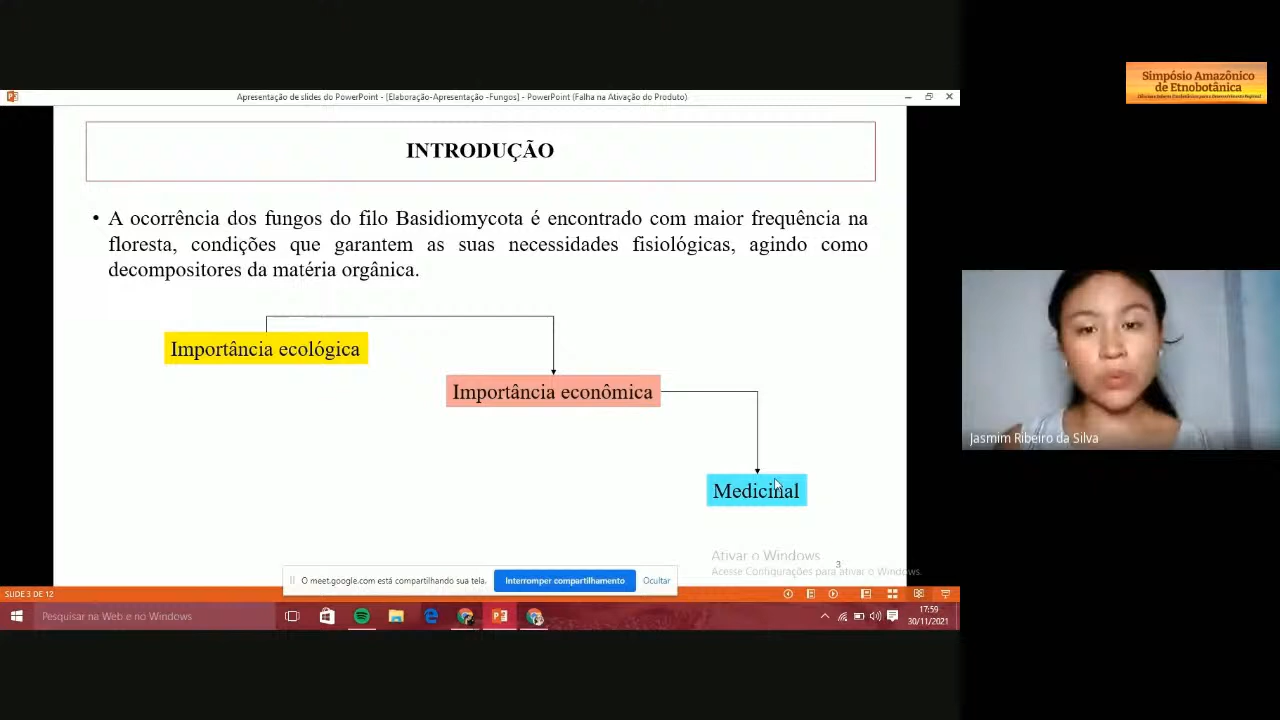 Simpósio Amazônico
de Etnobotânica
Apresentação de slides do PowerPoint - [Elaboração-Apresentação -Fungos] - PowerPoint (Falha na Ativação do Produto)
INTRODUÇÃO
• A ocorrência dos fungos do filo Basidiomycota é encontrado com maior frequência na
floresta, condições que garantem as suas necessidades fisiológicas, agindo como
decompositores da matéria orgânica.
Importância ecológica
Importância econômica
Jasmim Ribeiro da Silva
Medicinal
Ativar o Windows
Acesse Configurações para ativar o Windows.
3
O meet.google.com está compartilhando sua tela.
Interromper compartilhamento
Ocultar
SLIDE 3 DE 12
Pesquisar na Web e no Windows
17:59
30/11/2021